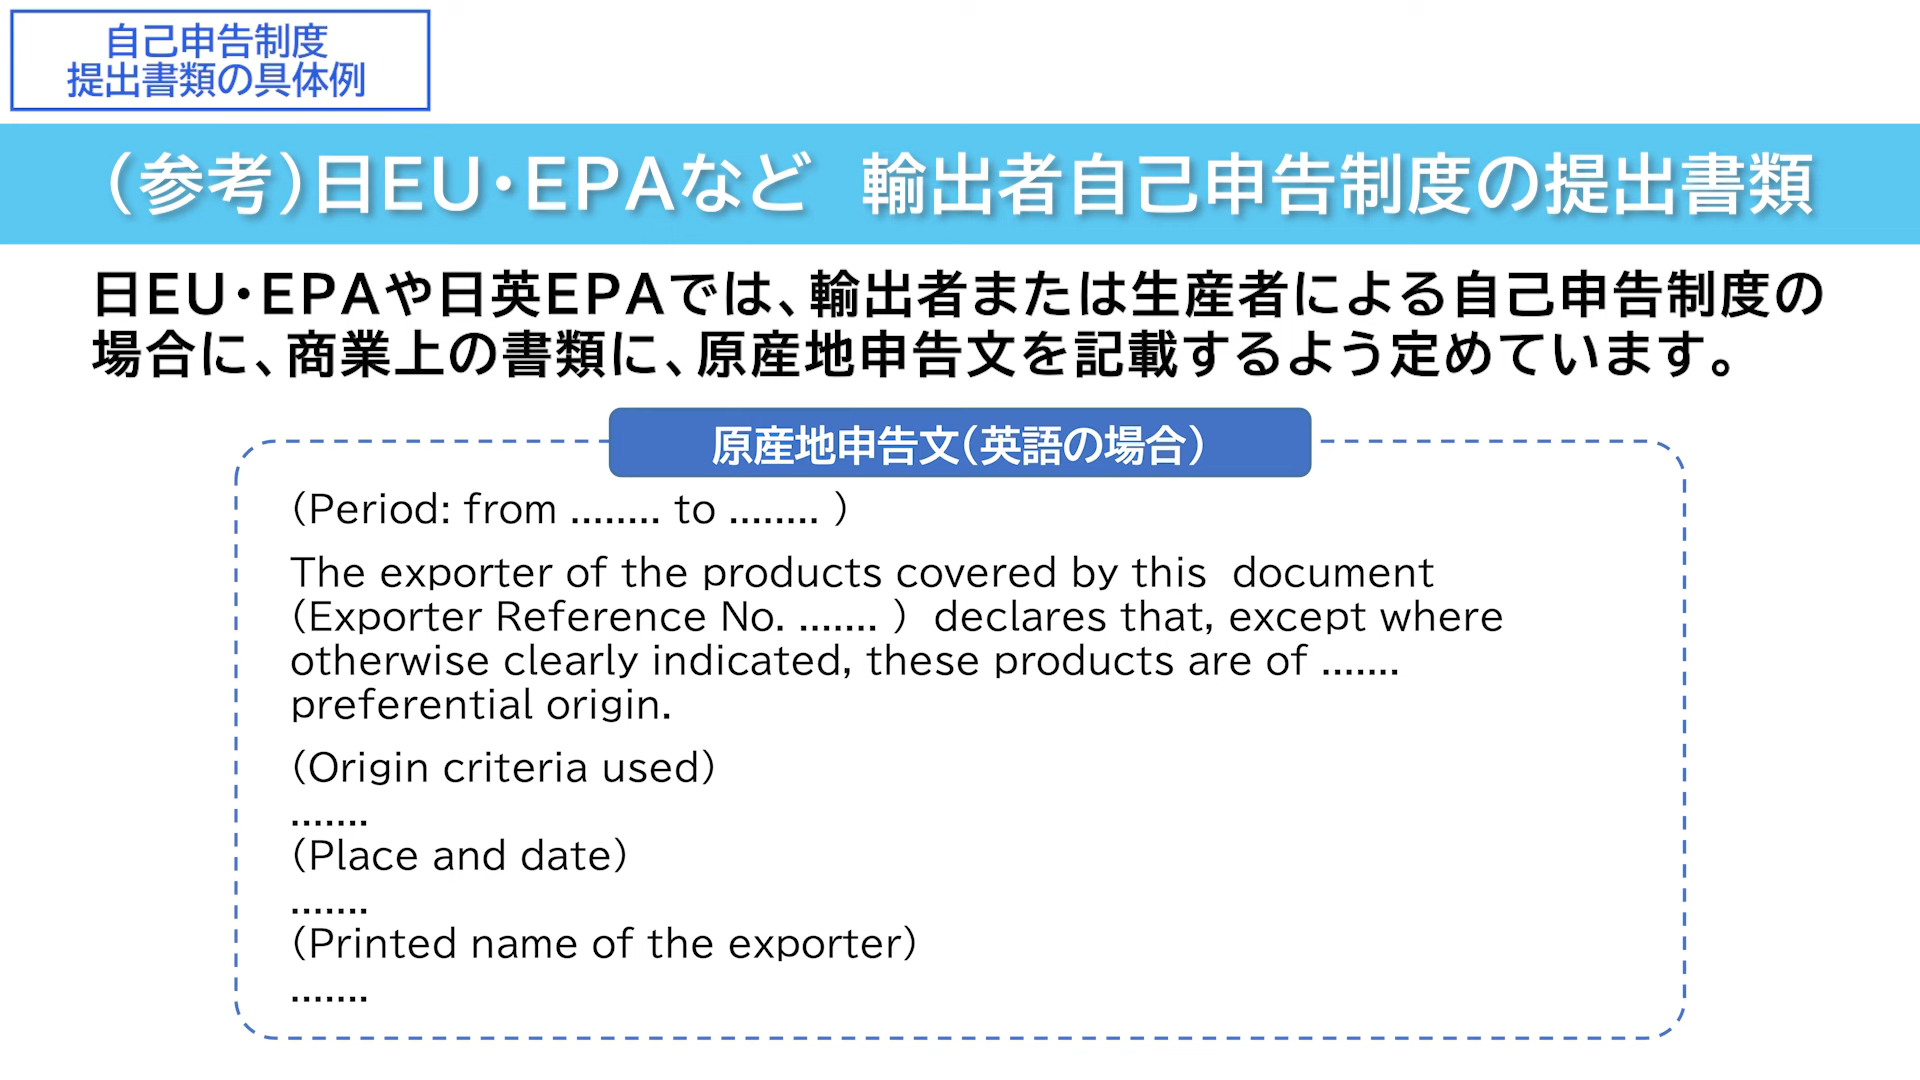 自己申告制度
提出書類の具体例
（参考）日EU・EPAなど　輸出者自己申告制度の提出書類
日EU・EPAや日英EPAでは、輸出者または生産者による自己申告制度の
場合に、商業上の書類に、原産地申告文を記載するよう定めています。
原産地申告文（英語の場合）
（Period: from ........ to ........ ）
The exporter of the products covered by this  document
（Exporter Reference No. ....... ）declares that, except where
otherwise clearly indicated, these products are of .......
preferential origin.
（Origin criteria used）
.......
（Place and date）
.......
（Printed name of the exporter）
.......